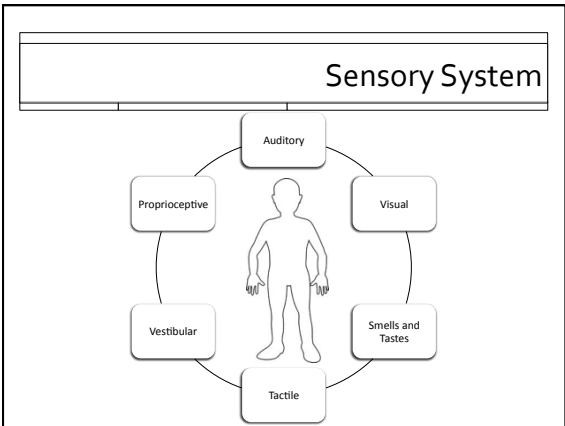 Sensory System
Auditory
Visual
Smells and
Tastes
Tactile
Vestibular
Proprioceptive